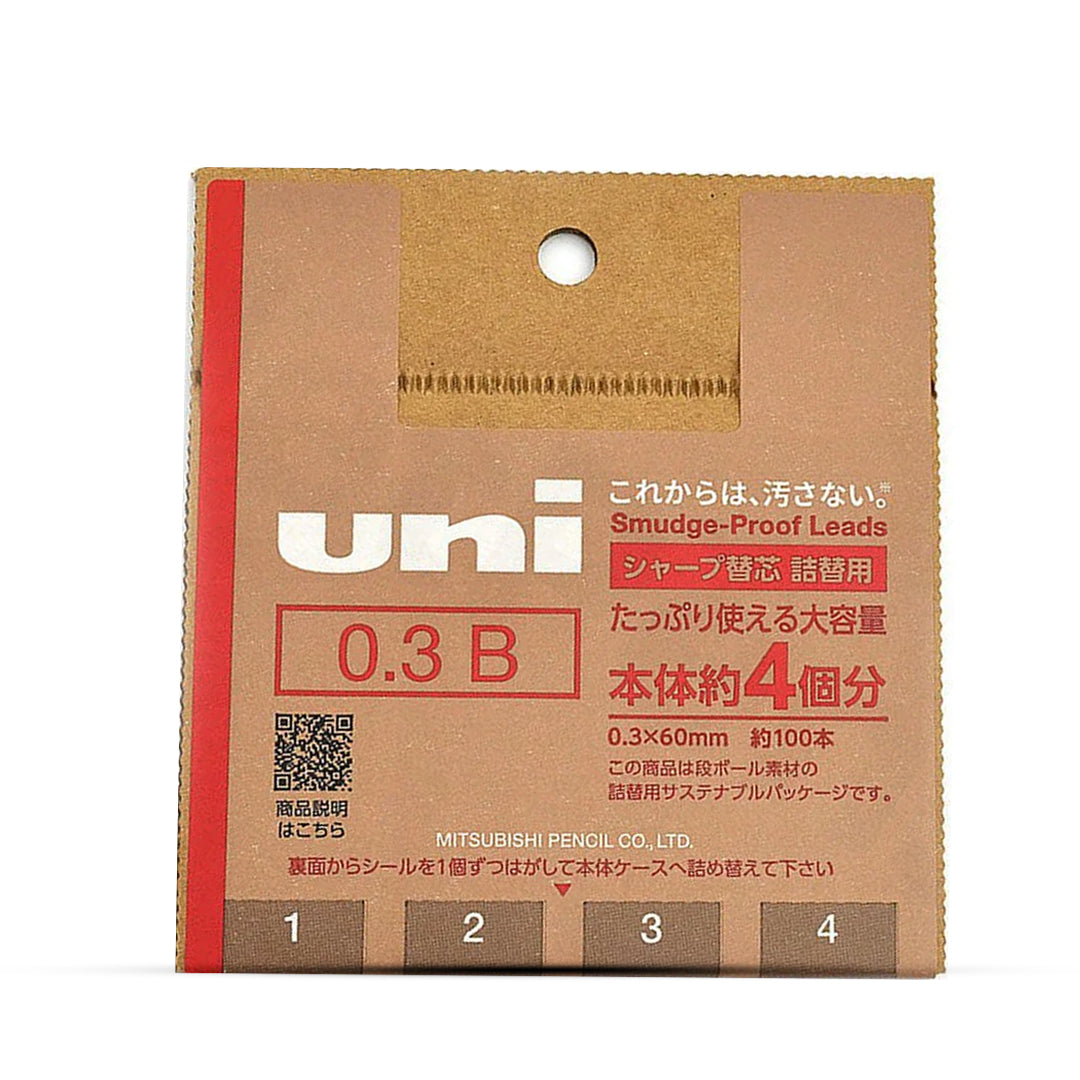 uni
0.3 B
これからは、汚さない。※
Smudge-Proof Leads
シャープ替芯 詰替用
たっぷり使える大容量
本体約4個分
0.3×60mm 約100本
この商品は段ボール素材の
詰替用サステナブルパッケージです。
商品説明
はこちら
MITSUBISHI PENCIL CO., LTD.
裏面からシールを1個ずつはがして本体ケースへ詰め替えて下さい
1 2 3 4